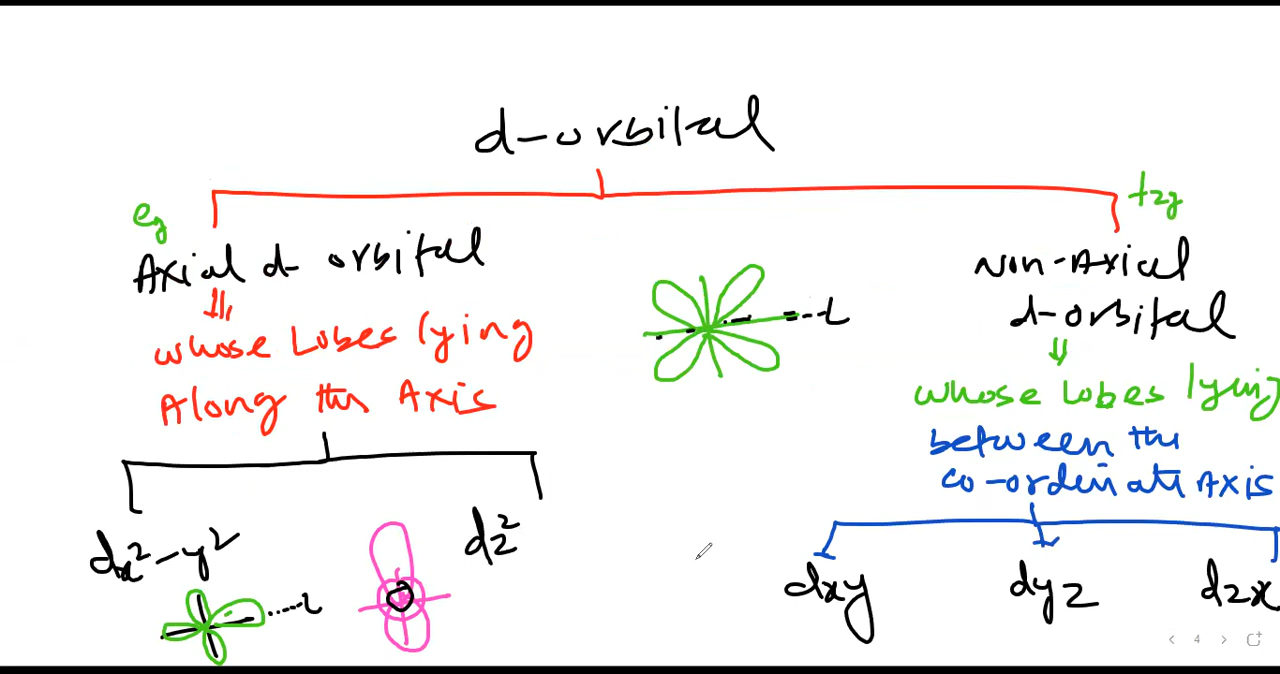 d-orbital
eg
t2g
Axial d-orbital
Non-Axial
d-orbital
whose Lobes lying
Along the Axis
L
whose Lobes lying
between the
co-ordinate Axis
dx²-y²
dz²
dxy
dyz
dzx
L
4